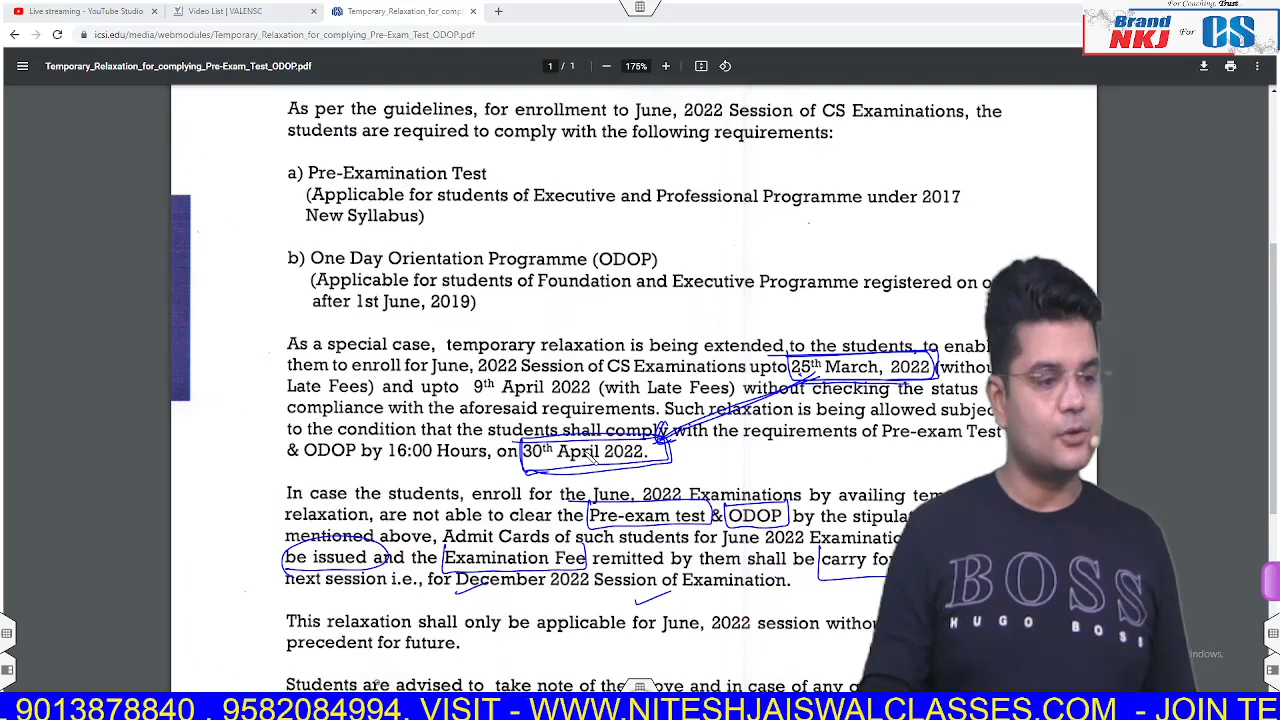 Live streaming - YouTube Studio
Video List | VALENSC
Temporary_Relaxation_for_comp
For Coaching, Trust...
Brand NKJ For CS
icsi.edu/media/webmodules/Temporary_Relaxation_for_complying_Pre-Exam_Test_ODOP.pdf
Temporary_Relaxation_for_complying_Pre-Exam_Test_ODOP.pdf
1 / 1
175%
As per the guidelines, for enrollment to June, 2022 Session of CS Examinations, the
students are required to comply with the following requirements:
a) Pre-Examination Test
(Applicable for students of Executive and Professional Programme under 2017
New Syllabus)
b) One Day Orientation Programme (ODOP)
(Applicable for students of Foundation and Executive Programme registered on o
after 1st June, 2019)
As a special case, temporary relaxation is being extended to the students, to enabl
them to enroll for June, 2022 Session of CS Examinations upto 25th March, 2022 (withou
Late Fees) and upto 9th April 2022 (with Late Fees) without checking the status
compliance with the aforesaid requirements. Such relaxation is being allowed subjec
to the condition that the students shall comply with the requirements of Pre-exam Test
& ODOP by 16:00 Hours, on 30th April 2022.
In case the students, enroll for the June, 2022 Examinations by availing tem
relaxation, are not able to clear the Pre-exam test & ODOP by the stipula
mentioned above, Admit Cards of such students for June 2022 Examination
be issued and the Examination Fee remitted by them shall be carry fo
next session i.e., for December 2022 Session of Examination.
This relaxation shall only be applicable for June, 2022 session withou
precedent for future.
Students are advised to take note of the above and in case of any
BOSS
HUGO BOSS
ndows.
9013878840 , 9582084994, VISIT - WWW.NITESHJAISWALCLASSES.COM - JOIN TE